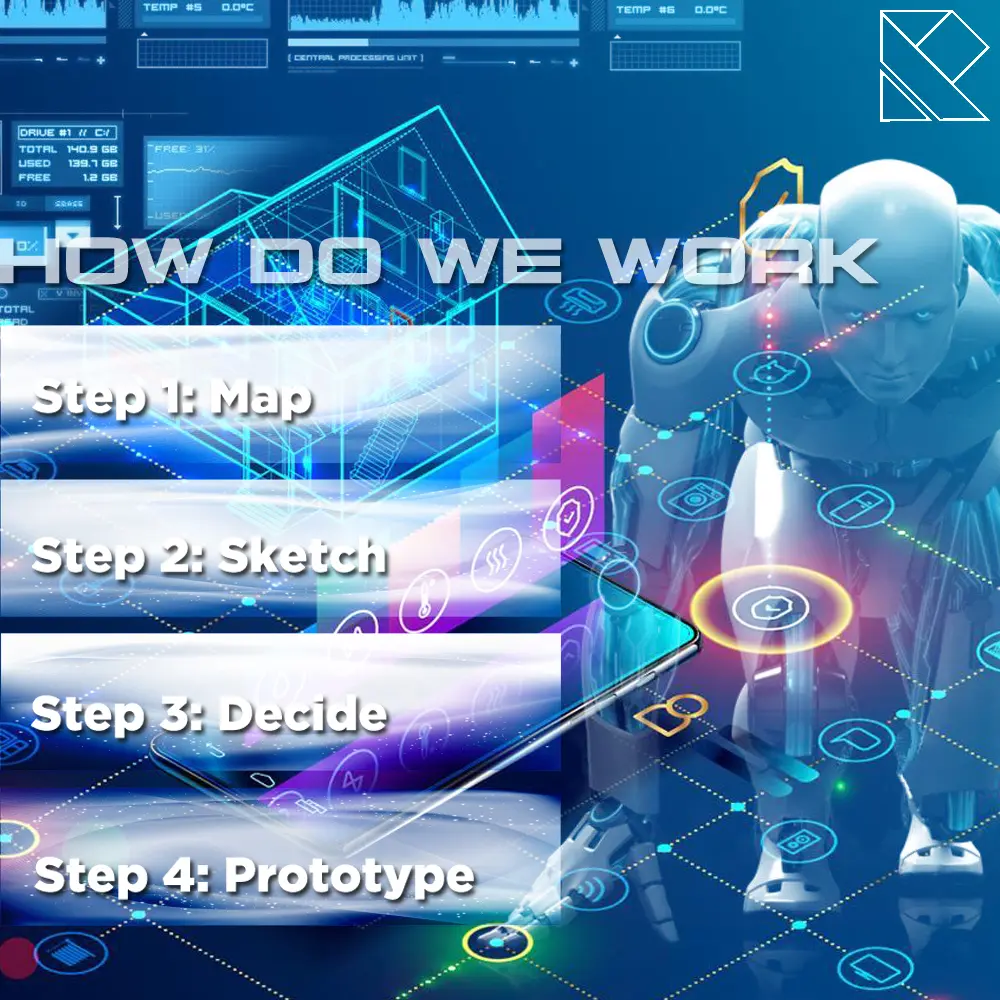 TEMP #5 0.0°C
TEMP #6 0.0°C
[ CENTRAL PROCESSING UNIT ]
DRIVE #1 // C:/
TOTAL 140.9 GB
USED 139.7 GB
FREE 1.2 GB
FREE: 31%
HOW DO WE WORK
TOTAL
Step 1: Map
Step 2: Sketch
Step 3: Decide
Step 4: Prototype